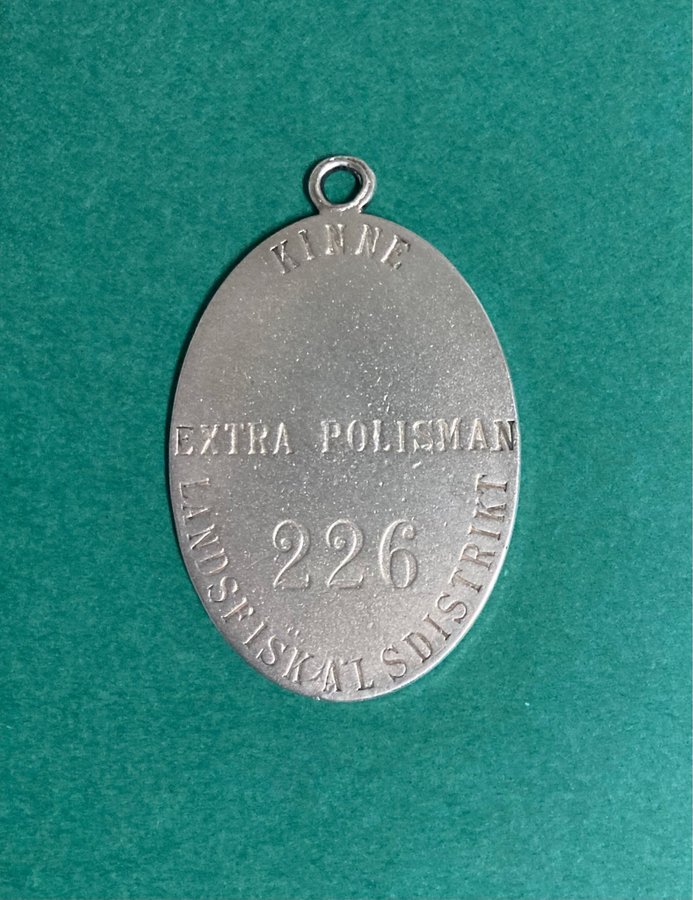 KINNE
EXTRA POLISMAN
226
LANDSFISKALSDISTRIKT